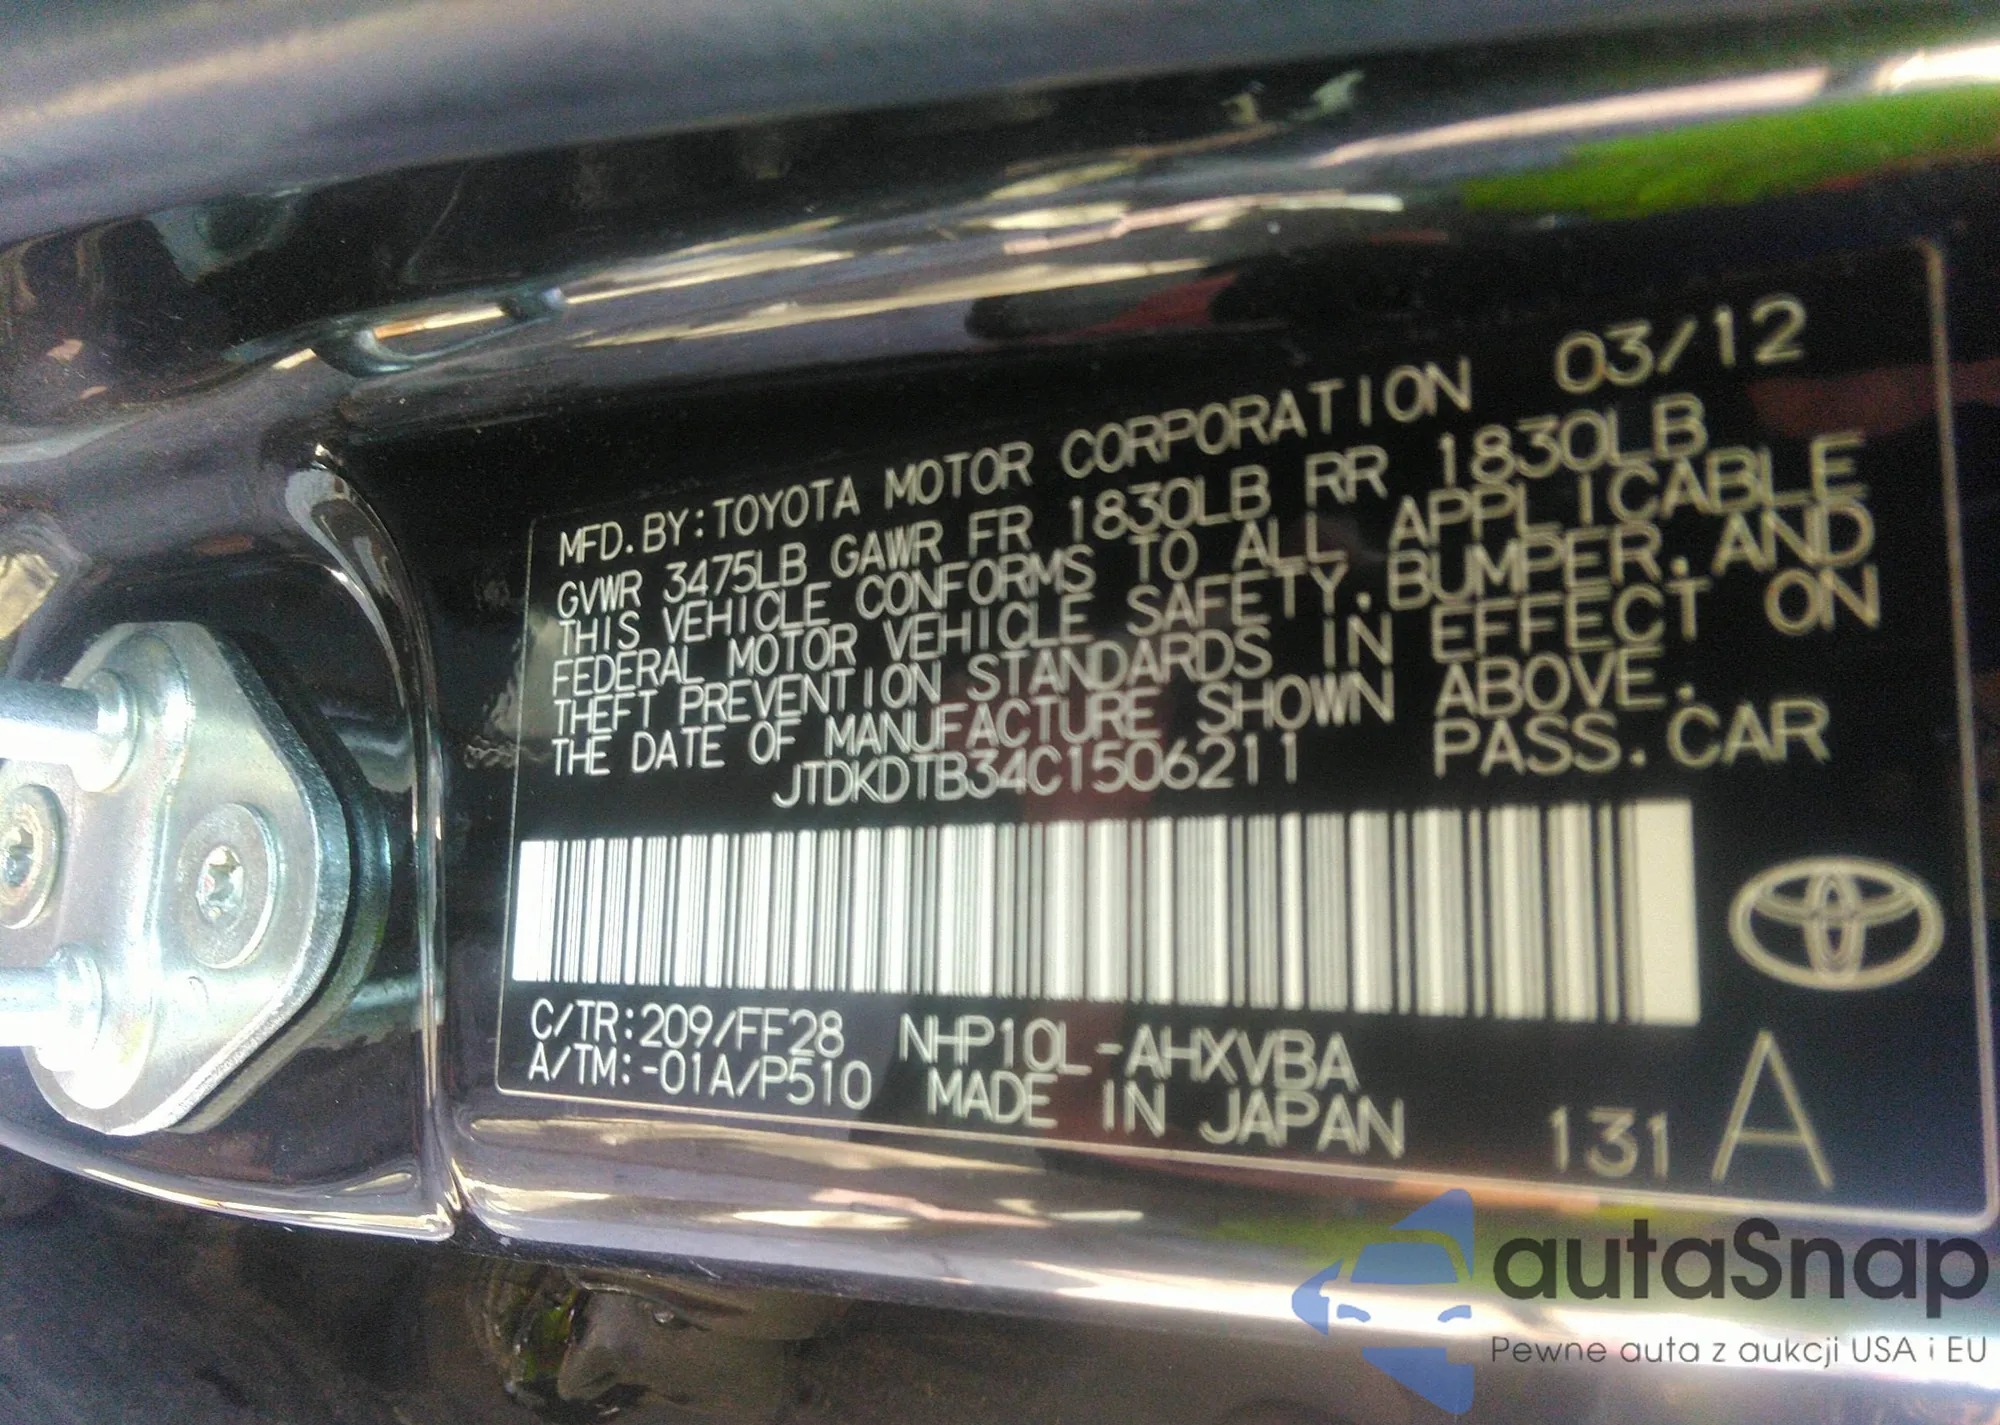 MFD.BY:TOYOTA MOTOR CORPORATION 03/12
GVWR 3475LB GAWR FR 1830LB RR 1830LB
THIS VEHICLE CONFORMS TO ALL APPLICABLE
FEDERAL MOTOR VEHICLE SAFETY,BUMPER,AND
THEFT PREVENTION STANDARDS IN EFFECT ON
THE DATE OF MANUFACTURE SHOWN ABOVE.
JTDKDTB34C1506211 PASS.CAR
C/TR:209/FF28 NHP10L-AHXVBA
A/TM:-01A/P510 MADE IN JAPAN 131 A
autaSnap
Pewne auta z aukcji USA i EU